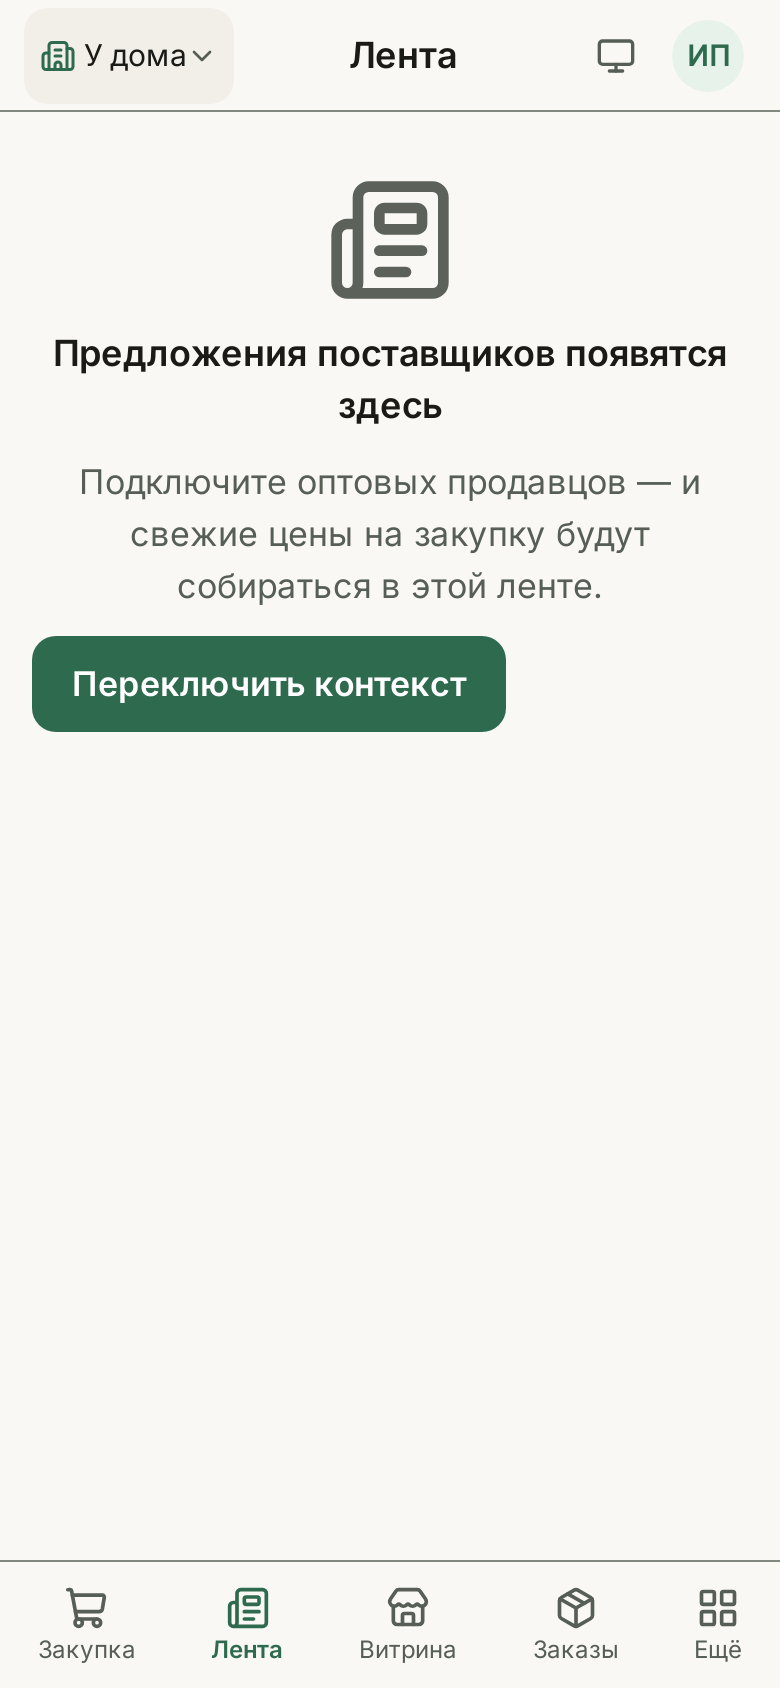 У дома
Лента
ИП
Предложения поставщиков появятся
здесь
Подключите оптовых продавцов — и
свежие цены на закупку будут
собираться в этой ленте.
Переключить контекст
Закупка
Лента
Витрина
Заказы
Ещё